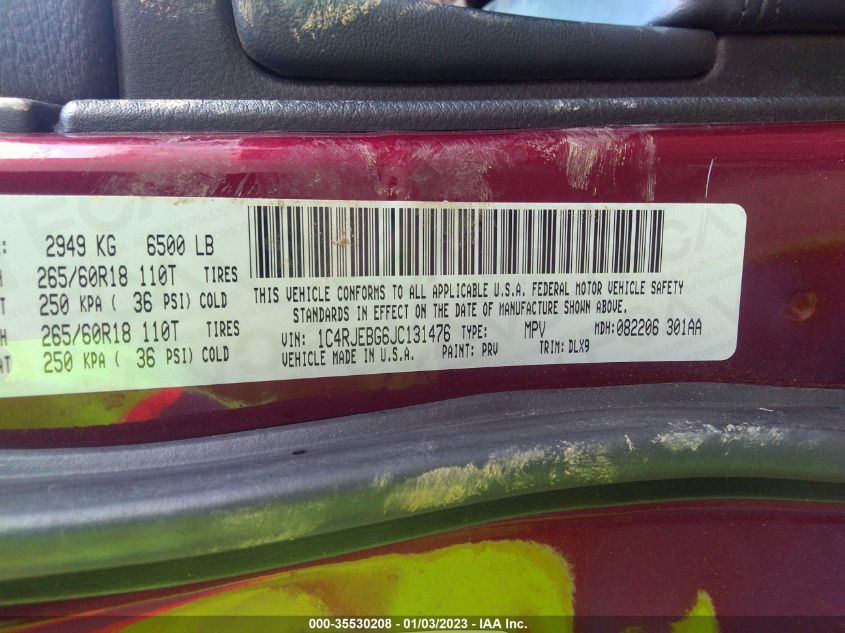 : 2949 KG 6500 LB
H 265/60R18 110T TIRES
T 250 KPA ( 36 PSI) COLD
H 265/60R18 110T TIRES
AT 250 KPA ( 36 PSI) COLD
THIS VEHICLE CONFORMS TO ALL APPLICABLE U.S.A. FEDERAL MOTOR VEHICLE SAFETY
STANDARDS IN EFFECT ON THE DATE OF MANUFACTURE SHOWN ABOVE.
VIN: 1C4RJEBG6JC131476 TYPE: MPV MDH:082206 301AA
VEHICLE MADE IN U.S.A. PAINT: PRV TRIM: DLX9
000-35530208 - 01/03/2023 - IAA Inc.